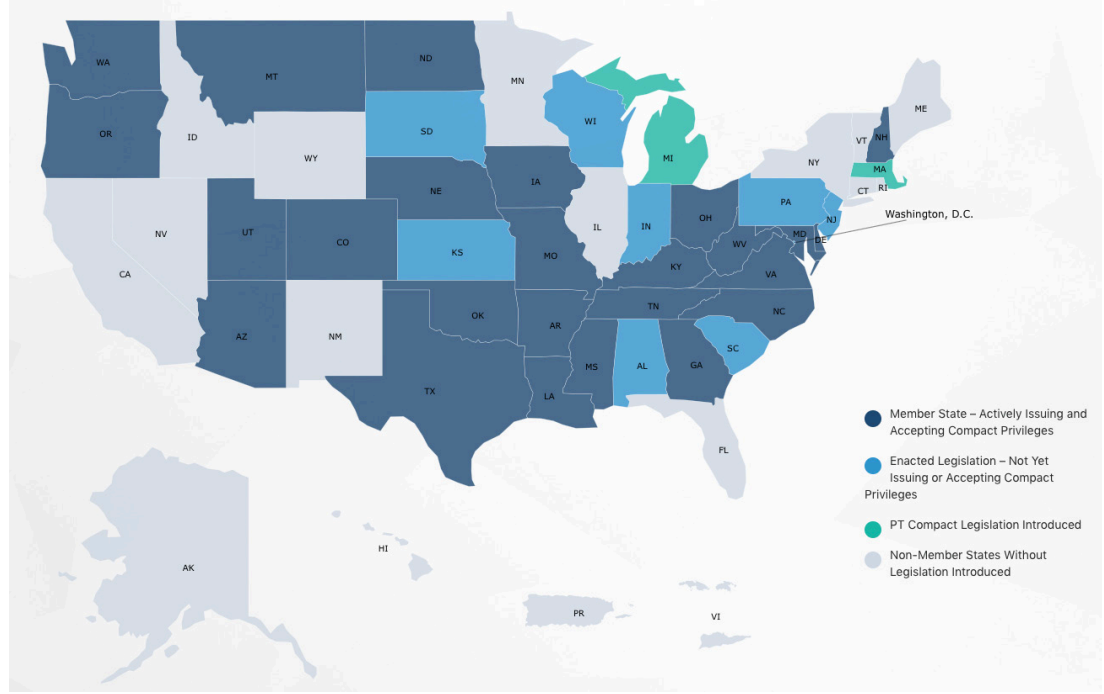 WA
MT
ND
MN
ME
OR
ID
SD
WI
VT
NH
WY
MI
NY
MA
CT
RI
IA
NE
PA
NV
UT
CO
IL
IN
OH
NJ
Washington, D.C.
MD
DE
WV
KS
MO
KY
VA
CA
TN
NC
AZ
NM
OK
AR
SC
MS
AL
GA
TX
LA
FL
Member State – Actively Issuing and
Accepting Compact Privileges
Enacted Legislation – Not Yet
Issuing or Accepting Compact
Privileges
PT Compact Legislation Introduced
Non-Member States Without
Legislation Introduced
AK
HI
PR
VI